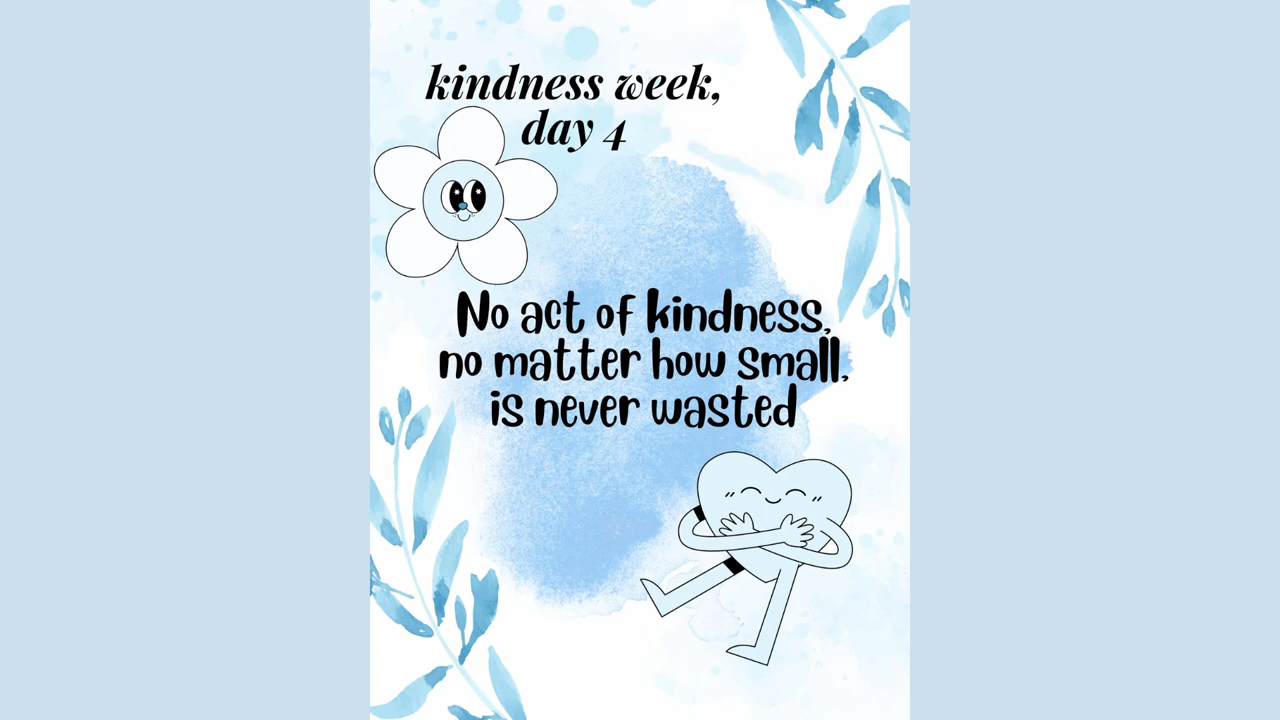 kindness week,
day 4
No act of kindness,
no matter how small,
is never wasted